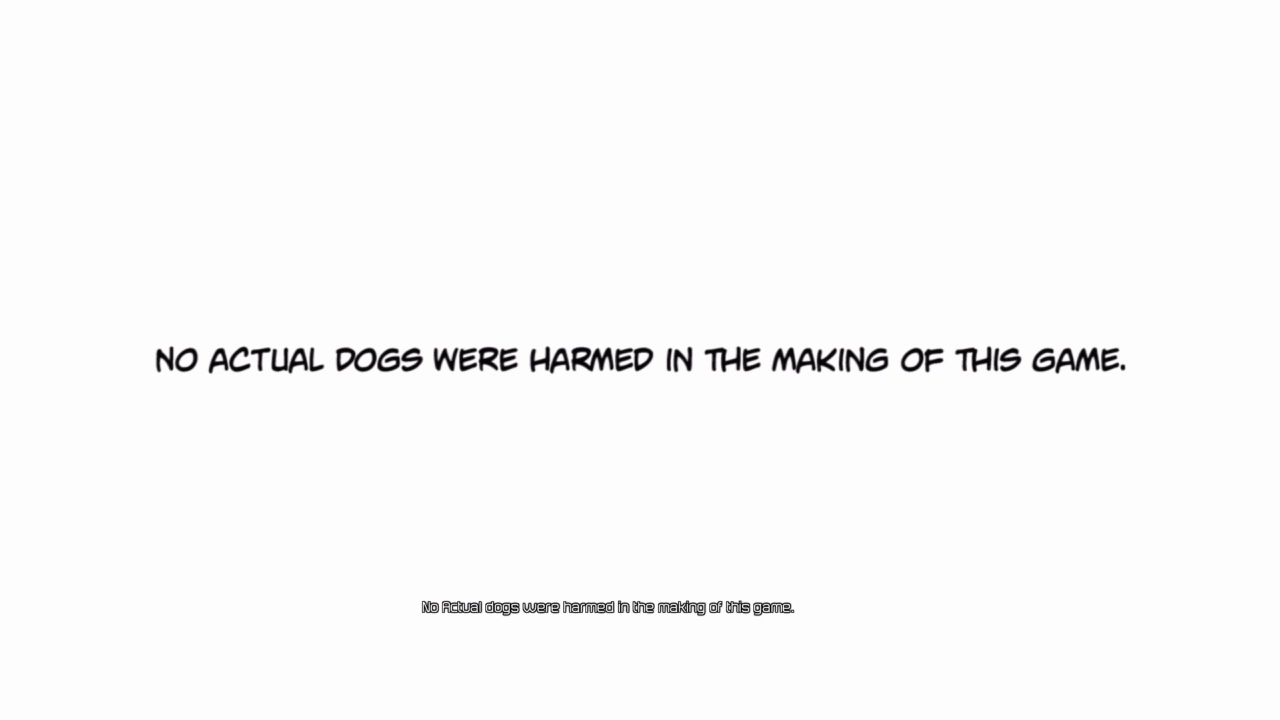 NO ACTUAL DOGS WERE HARMED IN THE MAKING OF THIS GAME.
No Actual dogs were harmed in the making of this game.